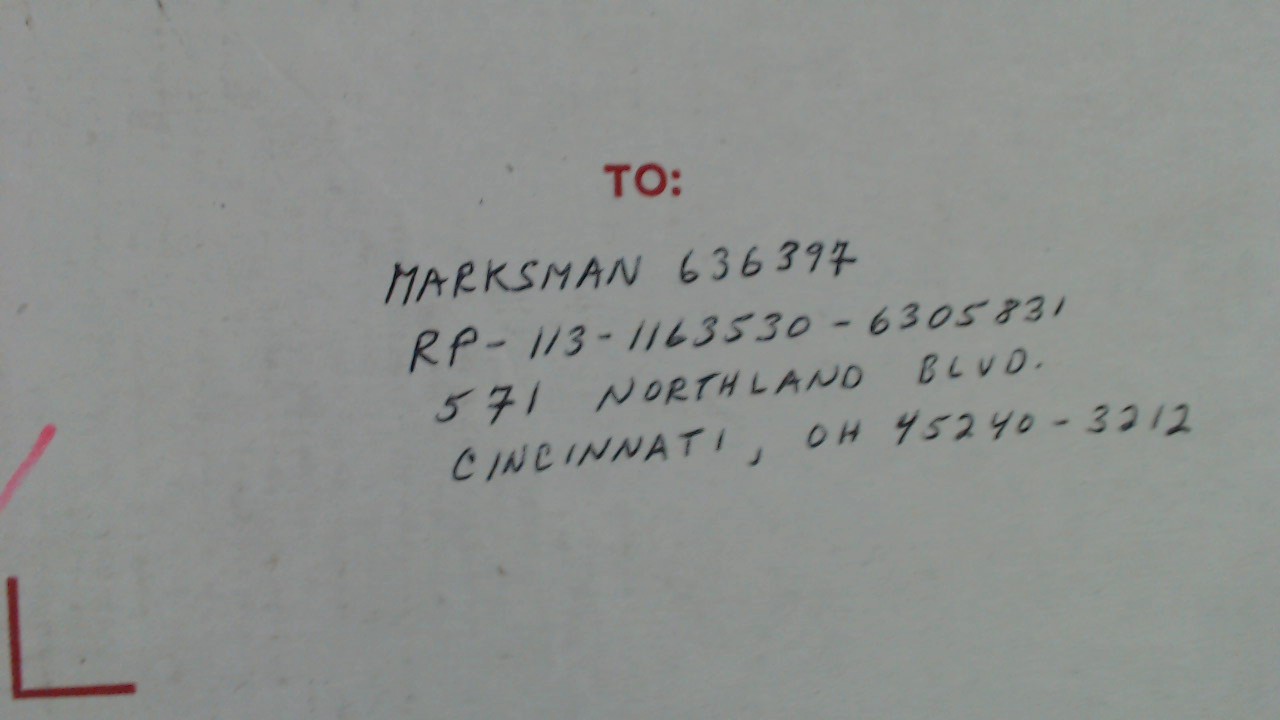 TO:
MARKSMAN 636397
RP-113-1163530-6305831
571 NORTHLAND BLVD.
CINCINNATI, OH 45240-3212